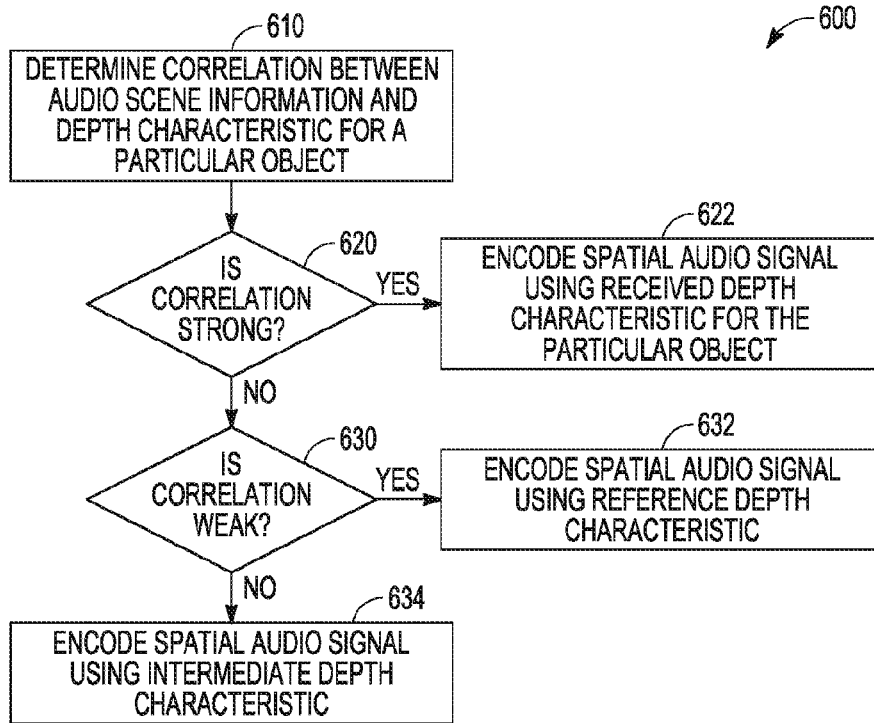 610
600
DETERMINE CORRELATION BETWEEN
AUDIO SCENE INFORMATION AND
DEPTH CHARACTERISTIC FOR A
PARTICULAR OBJECT
620
IS
CORRELATION
STRONG?
YES
622
ENCODE SPATIAL AUDIO SIGNAL
USING RECEIVED DEPTH
CHARACTERISTIC FOR THE
PARTICULAR OBJECT
NO
630
IS
CORRELATION
WEAK?
YES
632
ENCODE SPATIAL AUDIO SIGNAL
USING REFERENCE DEPTH
CHARACTERISTIC
NO
634
ENCODE SPATIAL AUDIO SIGNAL
USING INTERMEDIATE DEPTH
CHARACTERISTIC